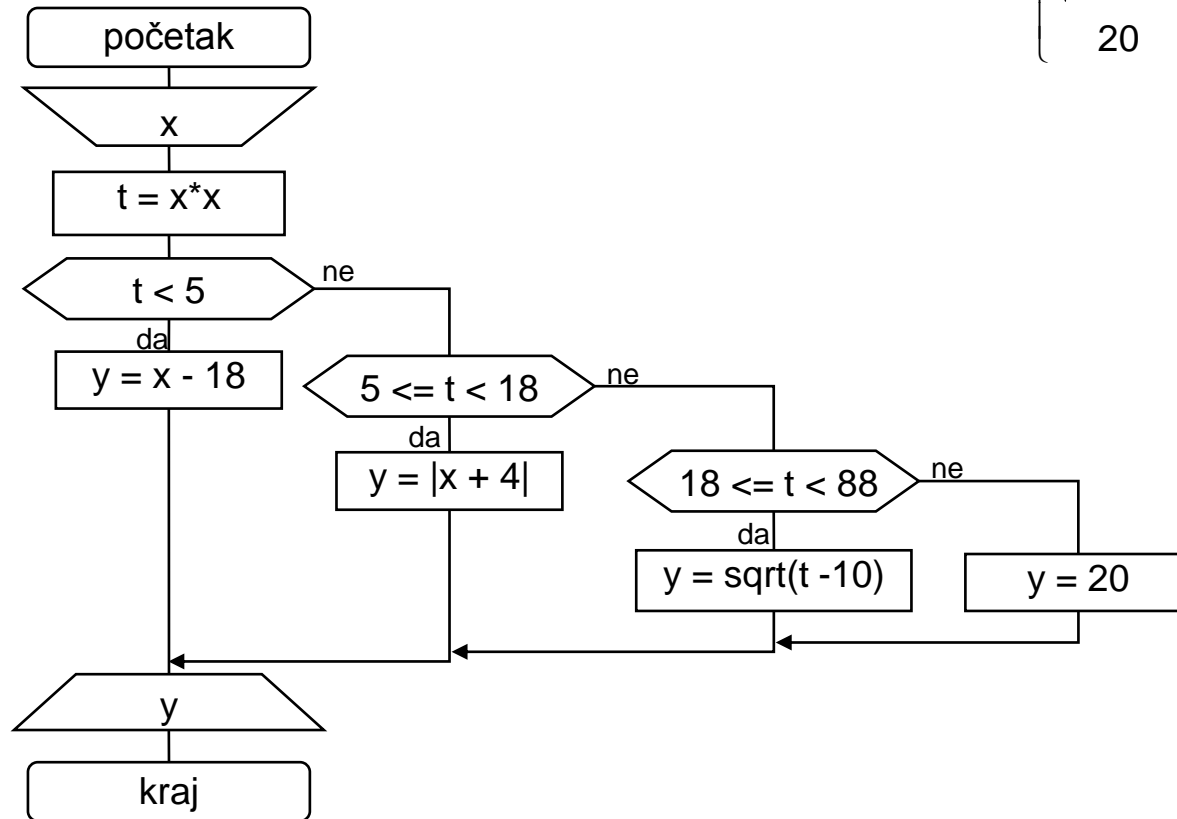 20
početak
x
t = x*x
t < 5
ne
da
y = x - 18
5 <= t < 18
ne
da
y = |x + 4|
18 <= t < 88
ne
da
y = sqrt(t -10)
y = 20
y
kraj